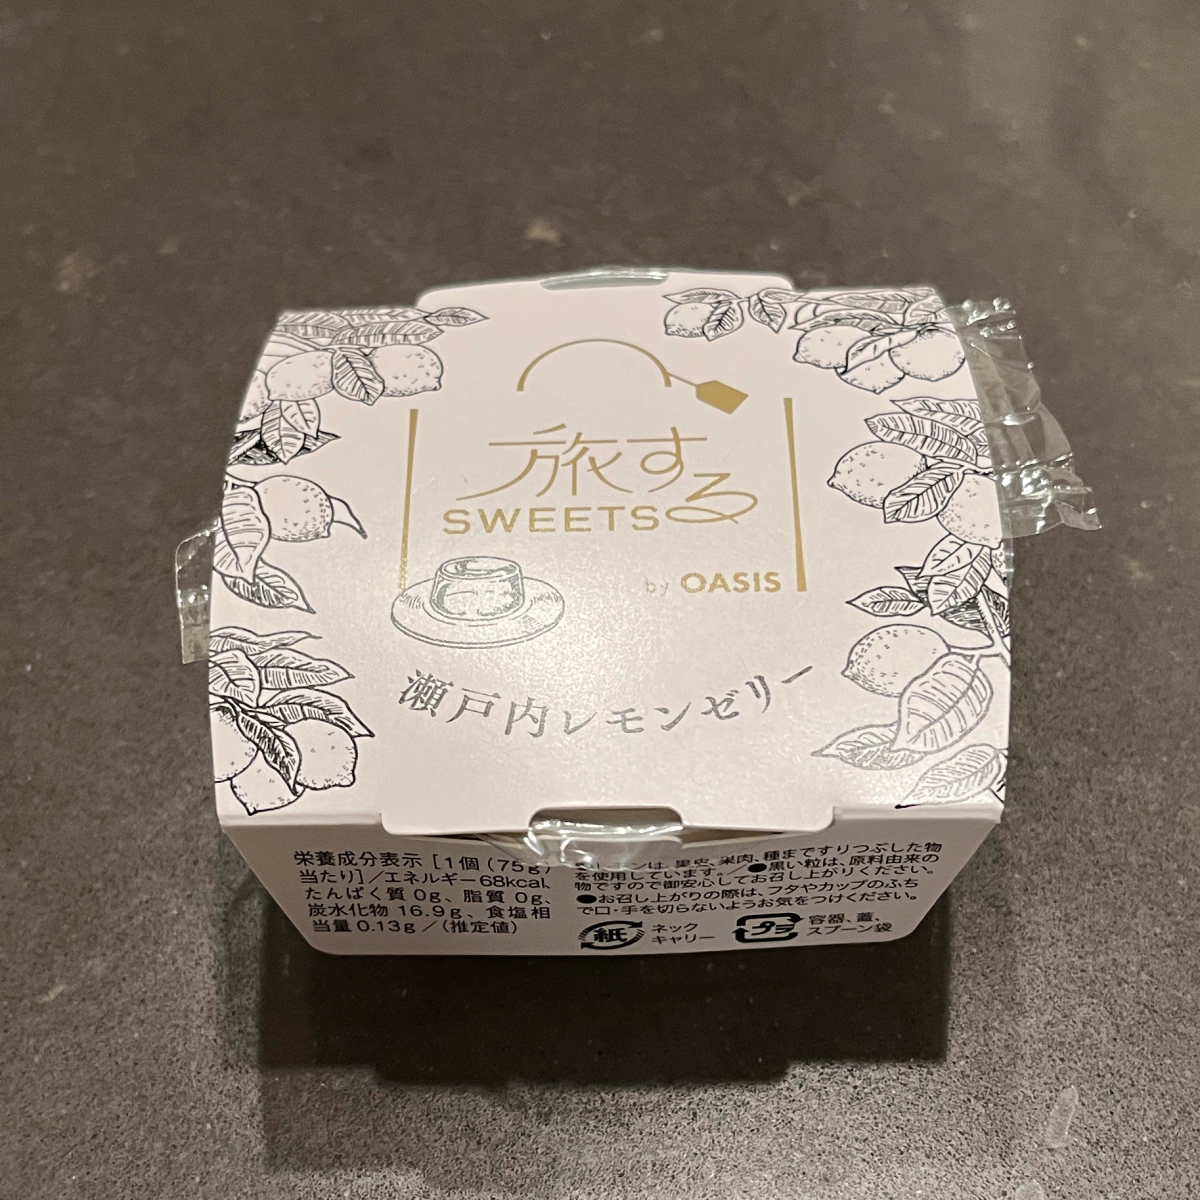 旅する
SWEETS
by OASIS
瀬戸内レモンゼリー
栄養成分表示［1個（75g）
当たり］／エネルギー68kcal、
たんぱく質 0g、脂質 0g、
炭水化物 16.9g、食塩相
当量 0.13g／（推定値）
●レモンは、果皮、果肉、種まですりつぶした物
を使用しています。／●黒い粒は、原料由来の
物ですので御安心してお召し上がりください。
●お召し上がりの際は、フタやカップのふち
で口・手を切らないようお気をつけください。
紙
ネック
キャリー
プラ
容器、蓋、
スプーン袋